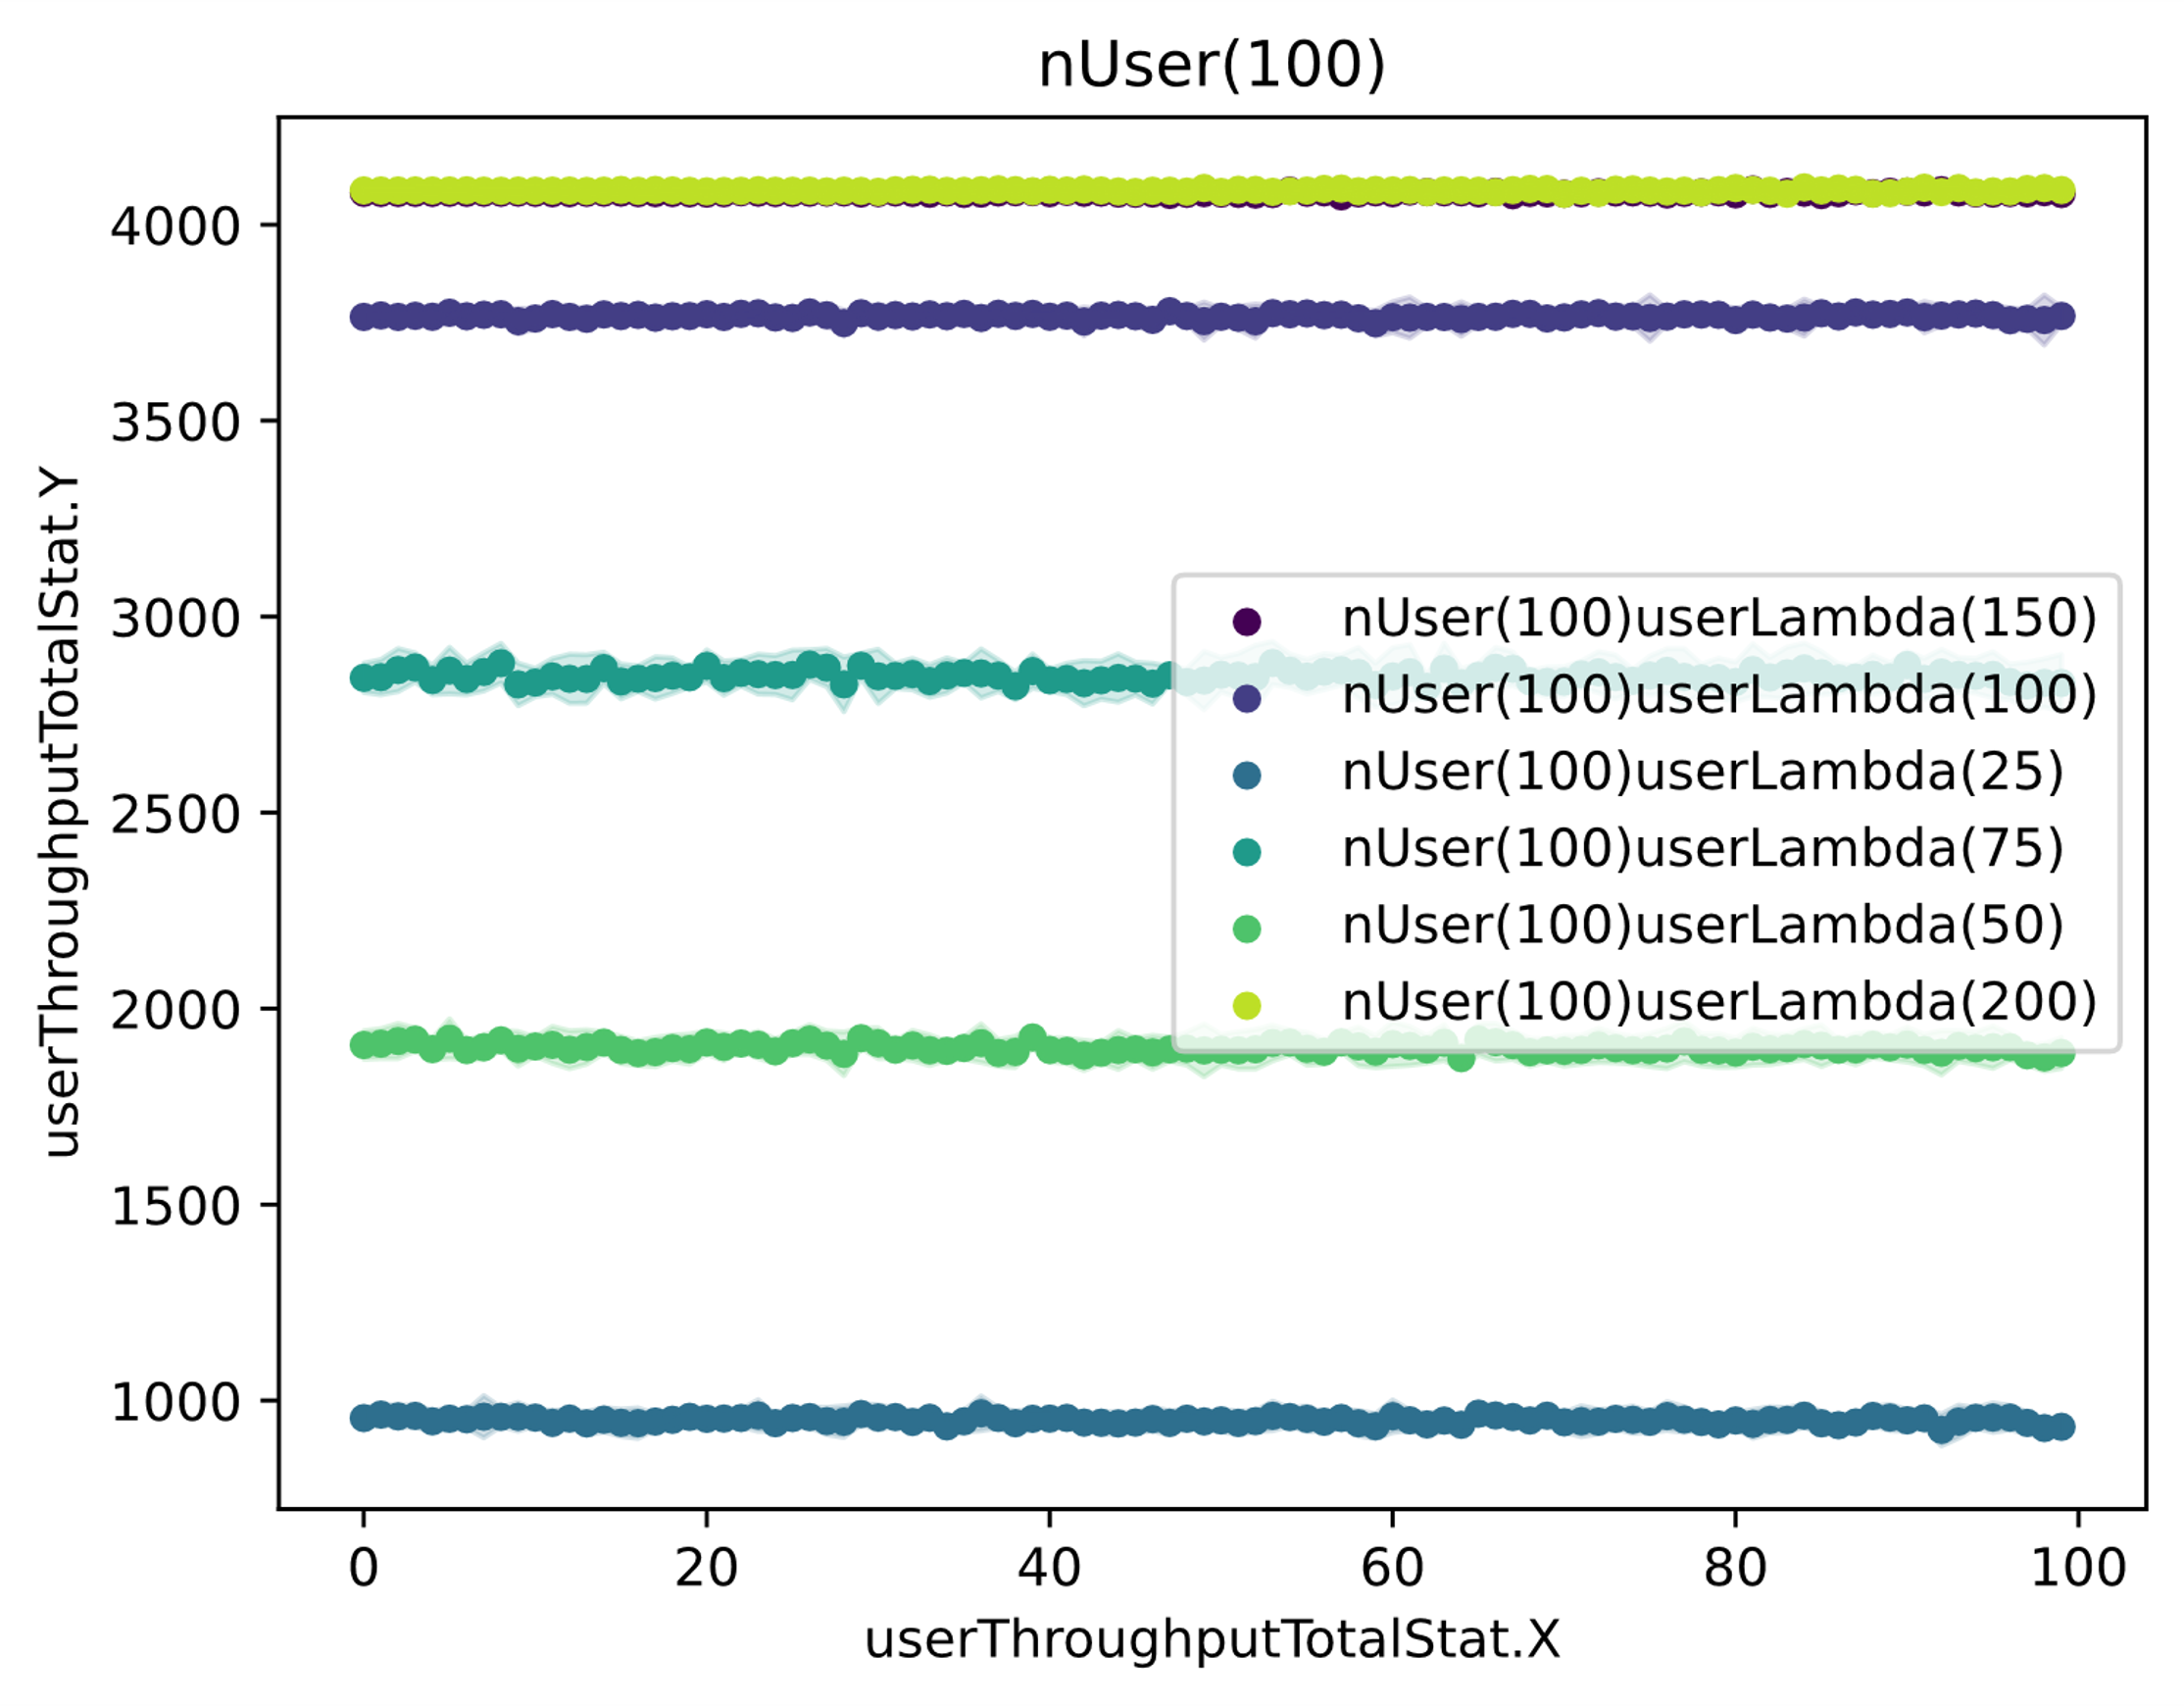 nUser(100)
userThroughputTotalStat.Y
4000
3500
3000
2500
2000
1500
1000
nUser(100)userLambda(150)
nUser(100)userLambda(100)
nUser(100)userLambda(25)
nUser(100)userLambda(75)
nUser(100)userLambda(50)
nUser(100)userLambda(200)
0 20 40 60 80 100
userThroughputTotalStat.X